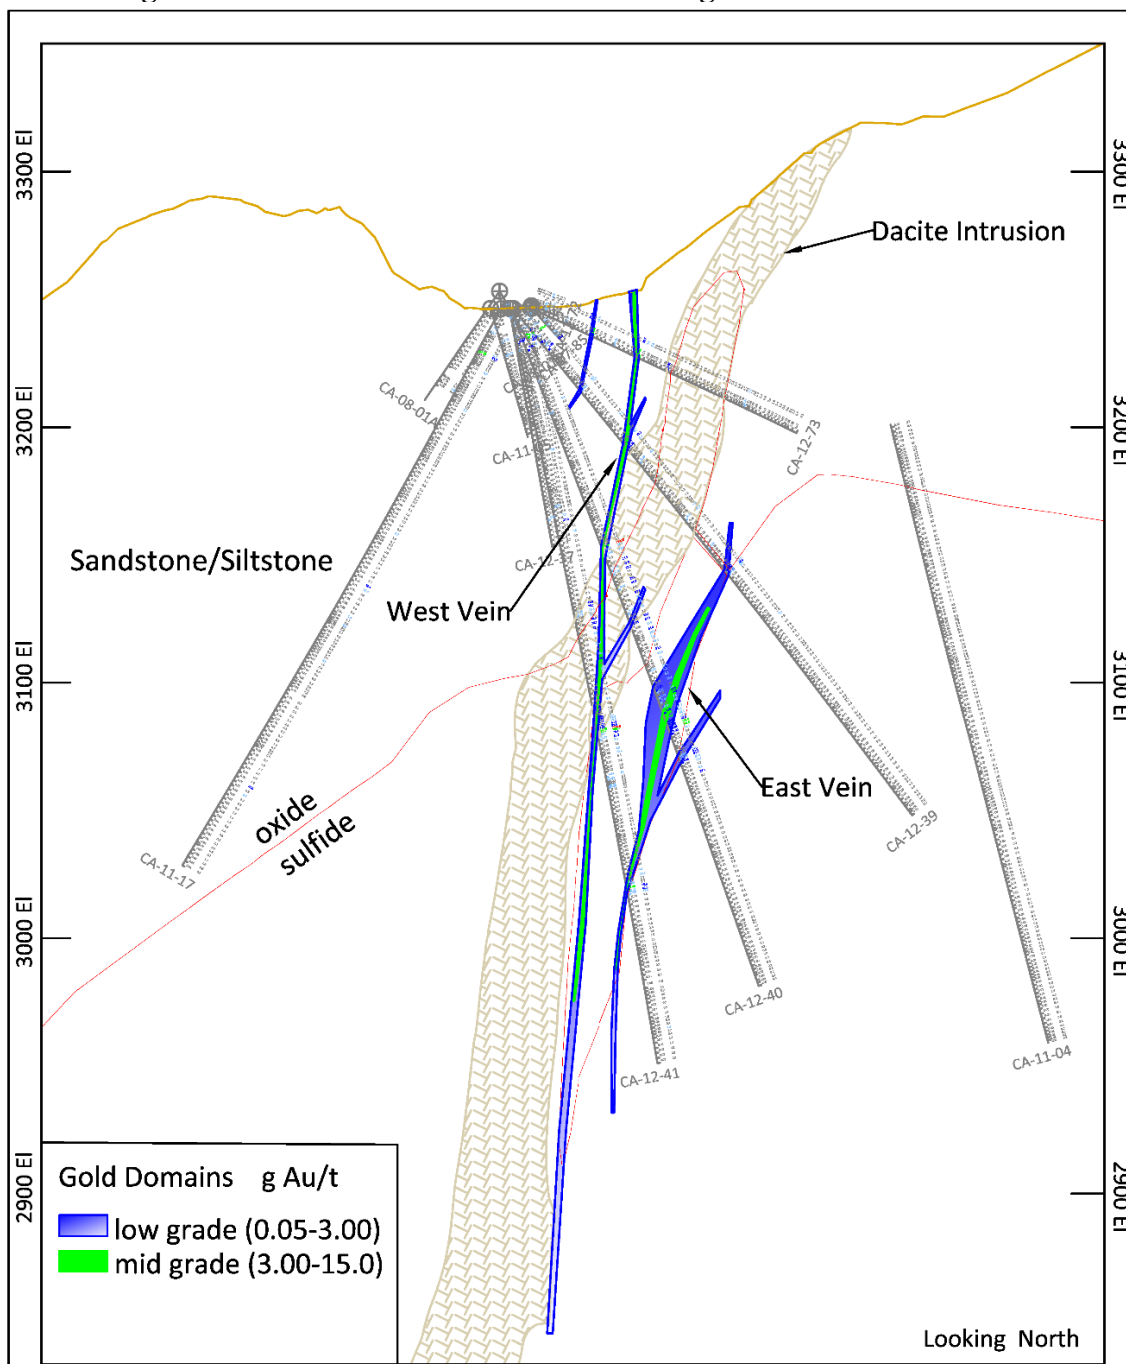 3300 El
3300 El
Dacite Intrusion
3200 El
3200 El
CA-08-01A
CA-12-73
Sandstone/Siltstone
West Vein
3100 El
3100 El
East Vein
oxide
sulfide
CA-12-39
CA-11-17
3000 El
3000 El
CA-12-40
CA-11-04
CA-12-41
2900 El
2900 El
Gold Domains g Au/t
low grade (0.05-3.00)
mid grade (3.00-15.0)
Looking North